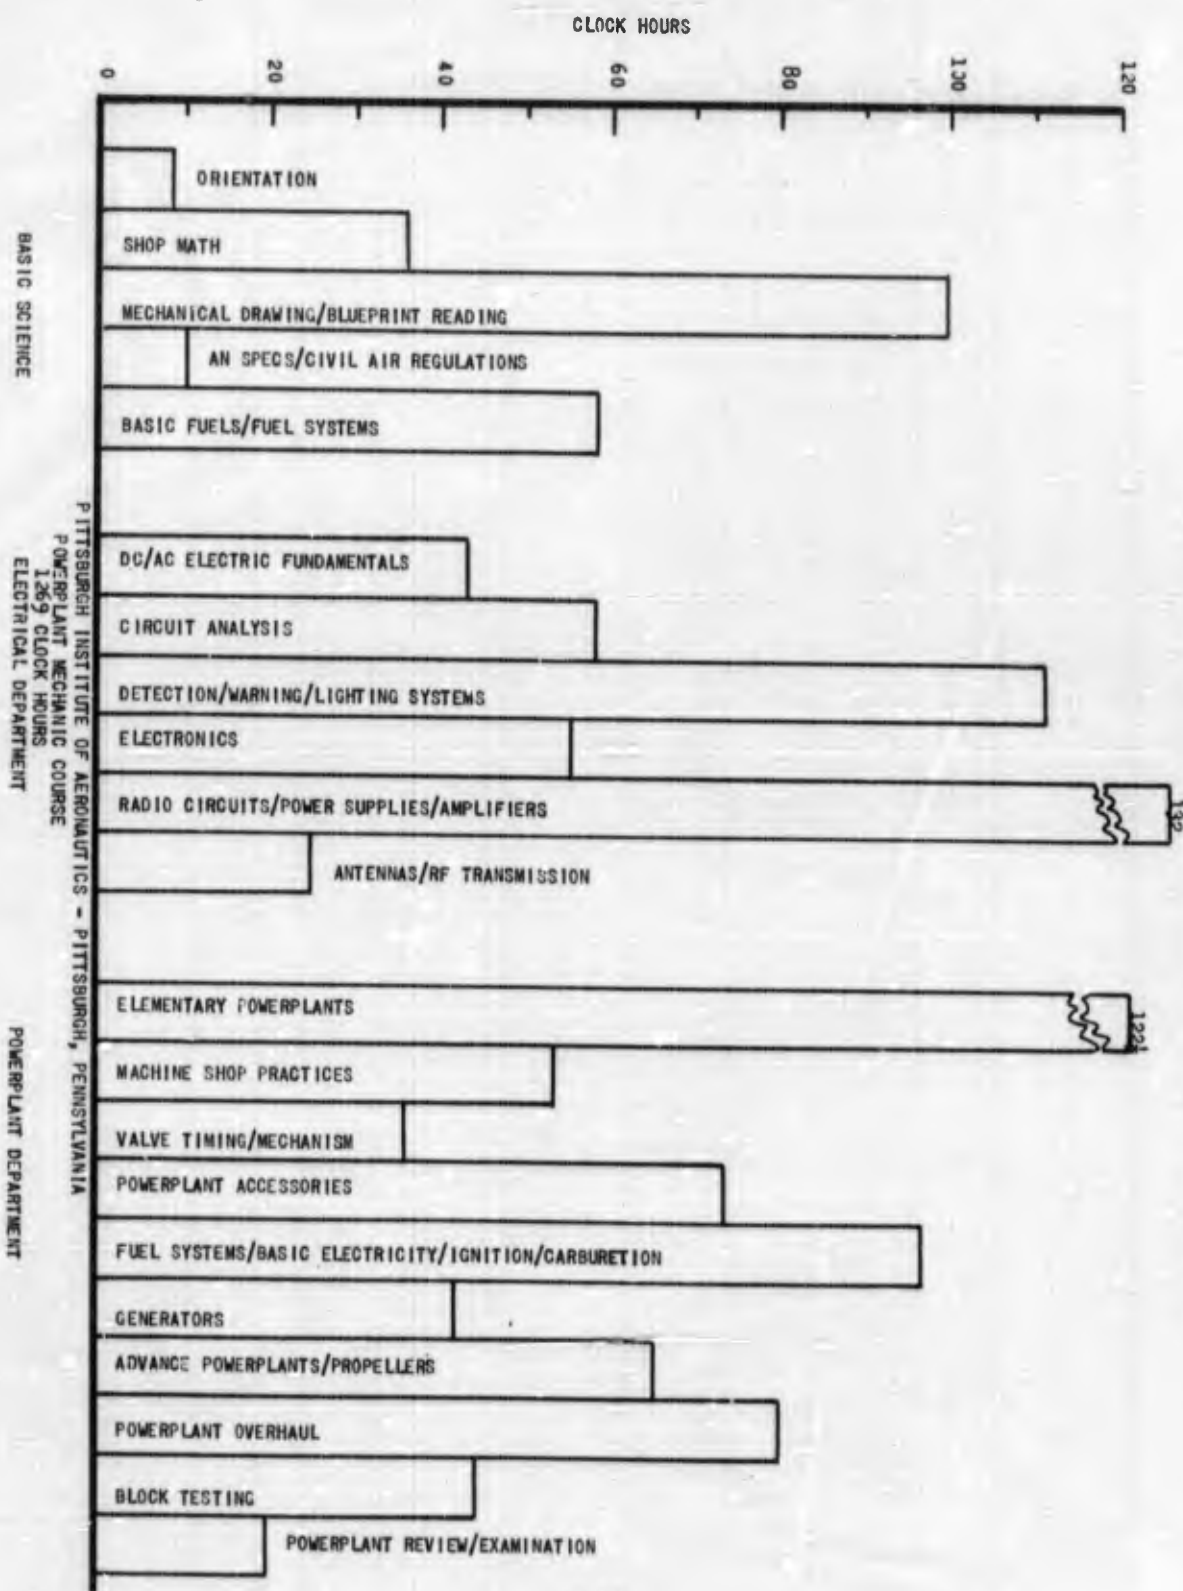 CLOCK HOURS
0
20
40
60
80
100
120
ORIENTATION
SHOP MATH
MECHANICAL DRAWING/BLUEPRINT READING
AN SPECS/CIVIL AIR REGULATIONS
BASIC FUELS/FUEL SYSTEMS
BASIC SCIENCE
DC/AC ELECTRIC FUNDAMENTALS
CIRCUIT ANALYSIS
DETECTION/WARNING/LIGHTING SYSTEMS
ELECTRONICS
RADIO CIRCUITS/POWER SUPPLIES/AMPLIFIERS
132
ANTENNAS/RF TRANSMISSION
ELECTRICAL DEPARTMENT
ELEMENTARY POWERPLANTS
MACHINE SHOP PRACTICES
VALVE TIMING/MECHANISM
POWERPLANT ACCESSORIES
FUEL SYSTEMS/BASIC ELECTRICITY/IGNITION/CARBURETION
GENERATORS
ADVANCE POWERPLANTS/PROPELLERS
POWERPLANT OVERHAUL
BLOCK TESTING
POWERPLANT REVIEW/EXAMINATION
POWERPLANT DEPARTMENT
PITTSBURGH INSTITUTE OF AERONAUTICS - PITTSBURGH, PENNSYLVANIA
POWERPLANT MECHANIC COURSE
1269 CLOCK HOURS